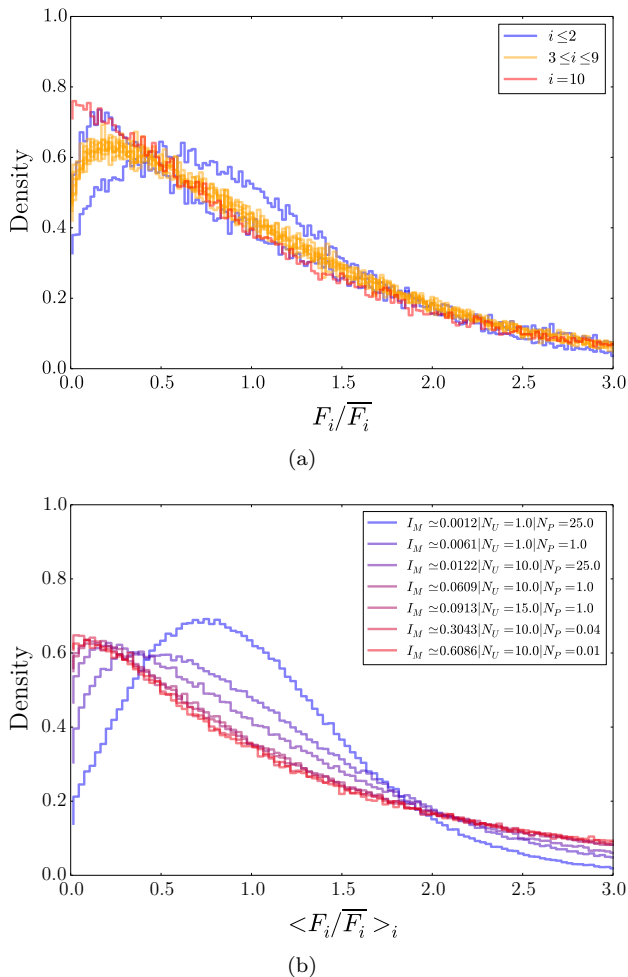 1.0
0.8
0.6
0.4
0.2
0.0
Density
i ≤2
3 ≤i ≤9
i =10
0.0 0.5 1.0 1.5 2.0 2.5 3.0
F_i/\overline{F_i}
(a)
1.0
0.8
0.6
0.4
0.2
0.0
Density
I_M ≃0.0012|N_U =1.0|N_P =25.0
I_M ≃0.0061|N_U =1.0|N_P =1.0
I_M ≃0.0122|N_U =10.0|N_P =25.0
I_M ≃0.0609|N_U =10.0|N_P =1.0
I_M ≃0.0913|N_U =15.0|N_P =1.0
I_M ≃0.3043|N_U =10.0|N_P =0.04
I_M ≃0.6086|N_U =10.0|N_P =0.01
0.0 0.5 1.0 1.5 2.0 2.5 3.0
<F_i/\overline{F_i}>_i
(b)